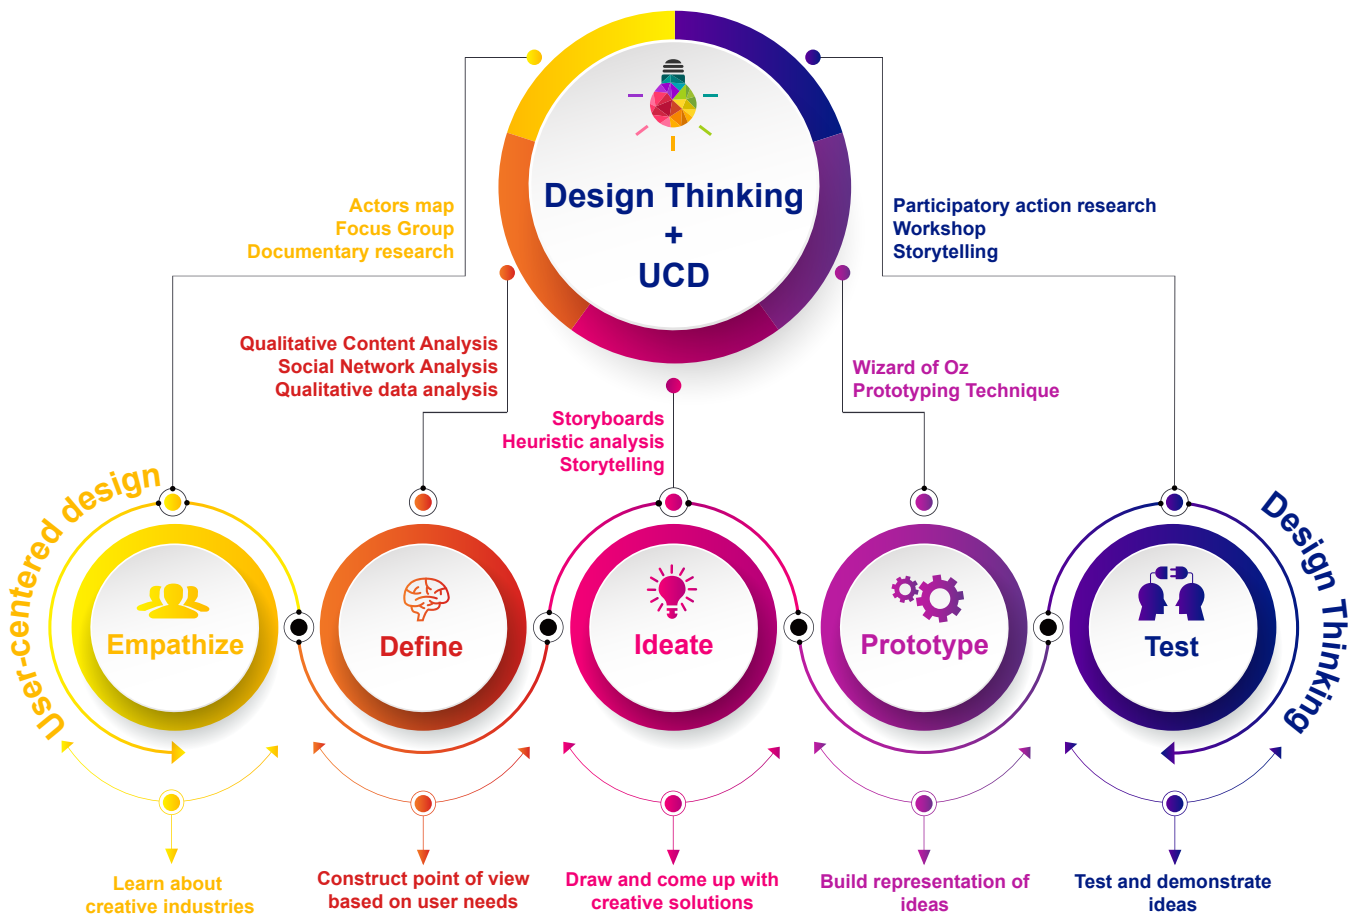 Design Thinking
+
UCD
Actors map
Focus Group
Documentary research
Participatory action research
Workshop
Storytelling
Qualitative Content Analysis
Social Network Analysis
Qualitative data analysis
Wizard of Oz
Prototyping Technique
Storyboards
Heuristic analysis
Storytelling
User-centered design
Design Thinking
Empathize
Define
Ideate
Prototype
Test
Learn about
creative industries
Construct point of view
based on user needs
Draw and come up with
creative solutions
Build representation of
ideas
Test and demonstrate
ideas